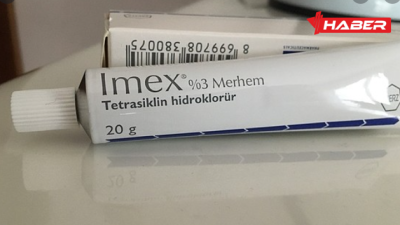 HABER
8 699708 380075
Imex® %3 Merhem
Tetrasiklin hidroklorür
20 g